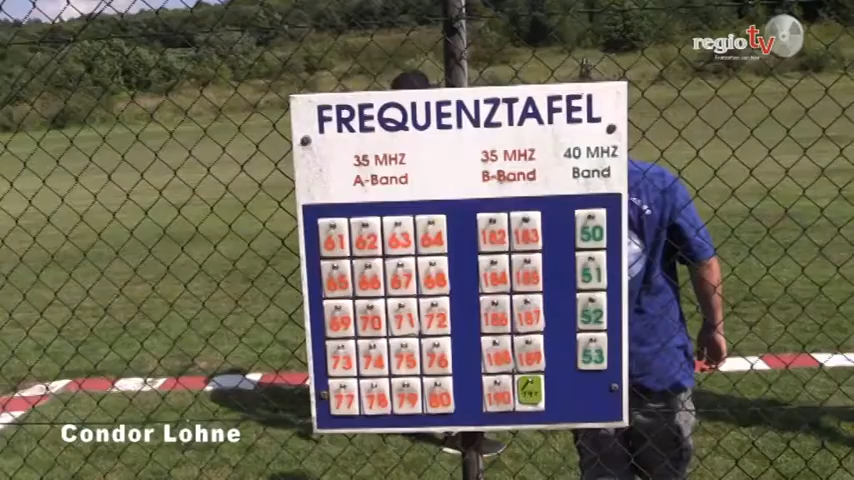 regio tv
FREQUENZTAFEL
35 MHZ 35 MHZ 40 MHZ
A-Band B-Band Band
61 62 63 64 182 183 50
65 66 67 68 184 185 51
69 70 71 72 186 187 52
73 74 75 76 188 189 53
77 78 79 80 190
Condor Lohne